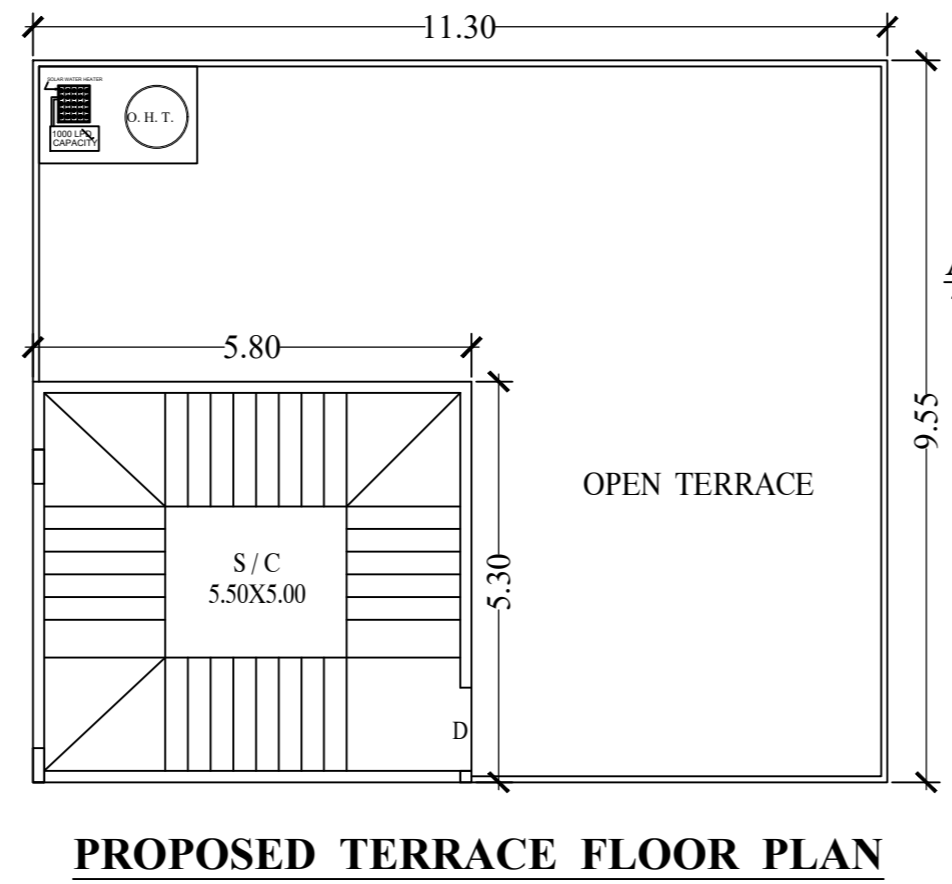 11.30
SOLAR WATER HEATER
O. H. T.
1000 LPD
CAPACITY
5.80
9.55
OPEN TERRACE
S / C
5.50X5.00
5.30
D
PROPOSED TERRACE FLOOR PLAN